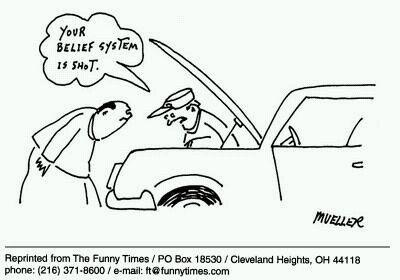 YOUR
BELIEF SYSTEM
IS SHOT.
MUELLER
Reprinted from The Funny Times / PO Box 18530 / Cleveland Heights, OH 44118
phone: (216) 371-8600 / e-mail: ft@funnytimes.com